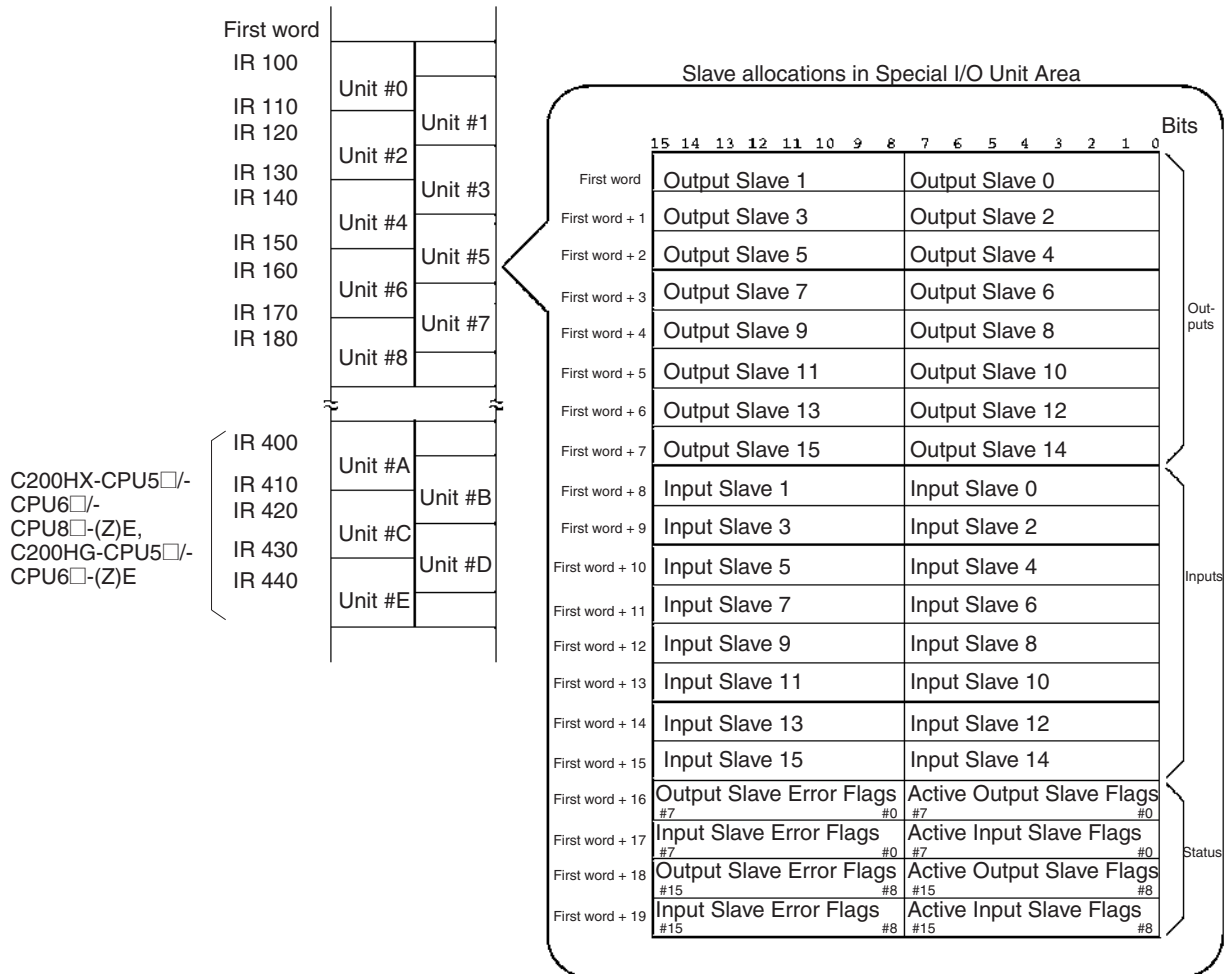 First word
IR 100
IR 110
IR 120
IR 130
IR 140
IR 150
IR 160
IR 170
IR 180
Unit #0
Unit #1
Unit #2
Unit #3
Unit #4
Unit #5
Unit #6
Unit #7
Unit #8
C200HX-CPU5□/-
CPU6□/-
CPU8□-(Z)E,
C200HG-CPU5□/-
CPU6□-(Z)E
IR 400
IR 410
IR 420
IR 430
IR 440
Unit #A
Unit #B
Unit #C
Unit #D
Unit #E
Slave allocations in Special I/O Unit Area
Bits
15 14 13 12 11 10 9 8 7 6 5 4 3 2 1 0
First word Output Slave 1 Output Slave 0
First word + 1 Output Slave 3 Output Slave 2
First word + 2 Output Slave 5 Output Slave 4
First word + 3 Output Slave 7 Output Slave 6
First word + 4 Output Slave 9 Output Slave 8
First word + 5 Output Slave 11 Output Slave 10
First word + 6 Output Slave 13 Output Slave 12
First word + 7 Output Slave 15 Output Slave 14
Out-
puts
First word + 8 Input Slave 1 Input Slave 0
First word + 9 Input Slave 3 Input Slave 2
First word + 10 Input Slave 5 Input Slave 4
First word + 11 Input Slave 7 Input Slave 6
First word + 12 Input Slave 9 Input Slave 8
First word + 13 Input Slave 11 Input Slave 10
First word + 14 Input Slave 13 Input Slave 12
First word + 15 Input Slave 15 Input Slave 14
Inputs
First word + 16 Output Slave Error Flags Active Output Slave Flags
#7 #0 #7 #0
First word + 17 Input Slave Error Flags Active Input Slave Flags
#7 #0 #7 #0
First word + 18 Output Slave Error Flags Active Output Slave Flags
#15 #8 #15 #8
First word + 19 Input Slave Error Flags Active Input Slave Flags
#15 #8 #15 #8
Status